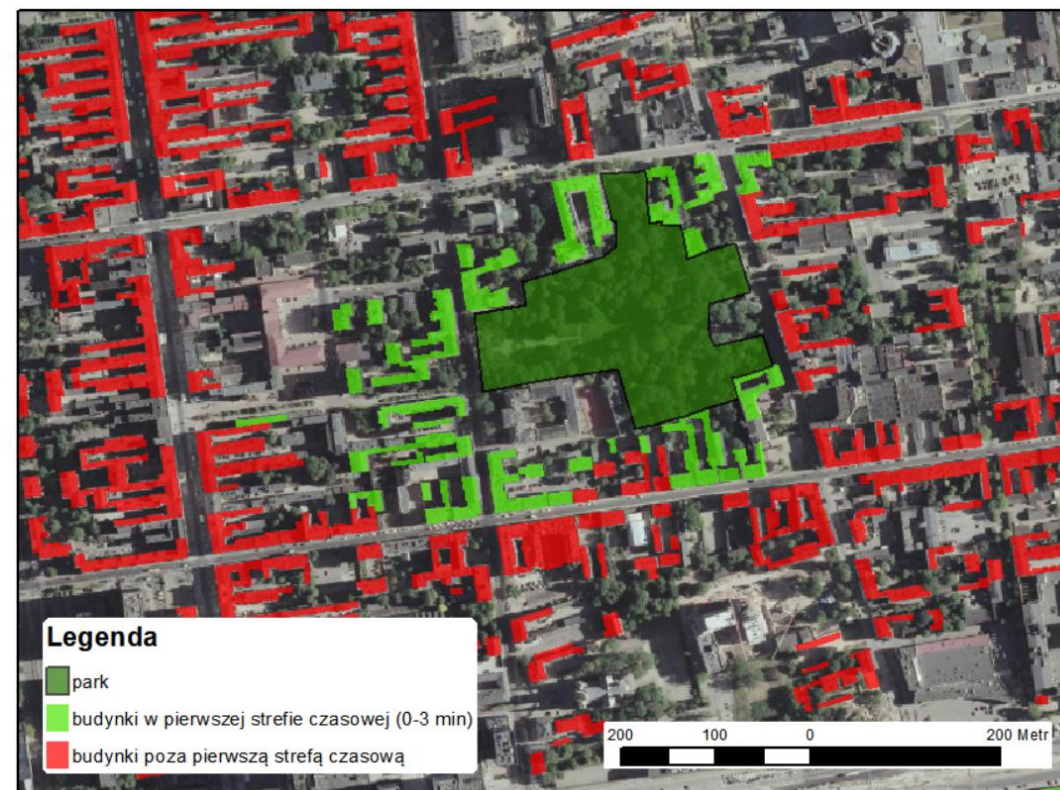 Legenda
park
budynki w pierwszej strefie czasowej (0-3 min)
budynki poza pierwszą strefą czasową
200 100 0 200 Metr